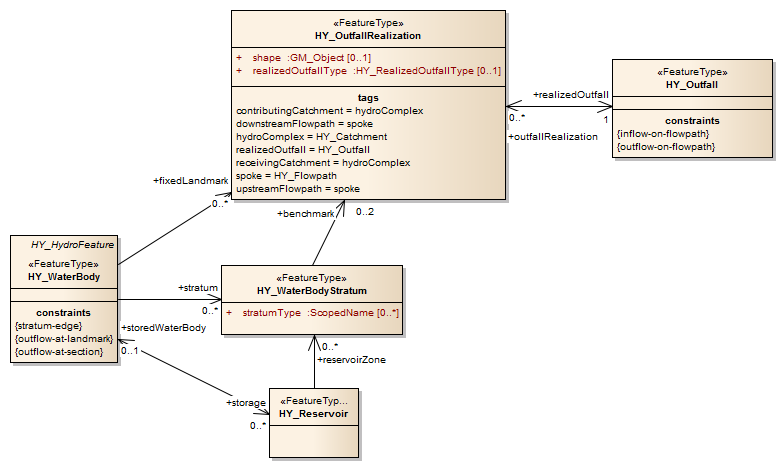 «FeatureType»
HY_OutfallRealization
+ shape :GM_Object [0..1]
+ realizedOutfallType :HY_RealizedOutfallType [0..1]
tags
contributingCatchment = hydroComplex
downstreamFlowpath = spoke
hydroComplex = HY_Catchment
realizedOutfall = HY_Outfall
receivingCatchment = hydroComplex
spoke = HY_Flowpath
upstreamFlowpath = spoke
+realizedOutfall
0..*
1
+outfallRealization
«FeatureType»
HY_Outfall
constraints
{inflow-on-flowpath}
{outflow-on-flowpath}
+fixedLandmark
0..*
+benchmark
0..2
HY_HydroFeature
«FeatureType»
HY_WaterBody
constraints
{stratum-edge}
{outflow-at-landmark}
{outflow-at-section}
+stratum
0..*
«FeatureType»
HY_WaterBodyStratum
+ stratumType :ScopedName [0..*]
+storedWaterBody
0..1
0..*
+reservoirZone
+storage
0..*
«FeatureTyp...
HY_Reservoir